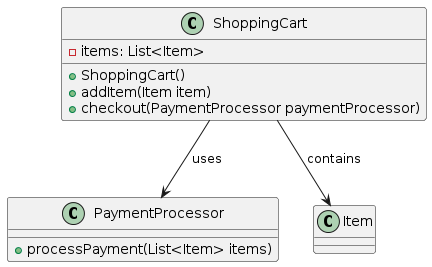 C ShoppingCart
items: List<Item>
ShoppingCart()
addItem(Item item)
checkout(PaymentProcessor paymentProcessor)
uses
contains
C PaymentProcessor
processPayment(List<Item> items)
C Item